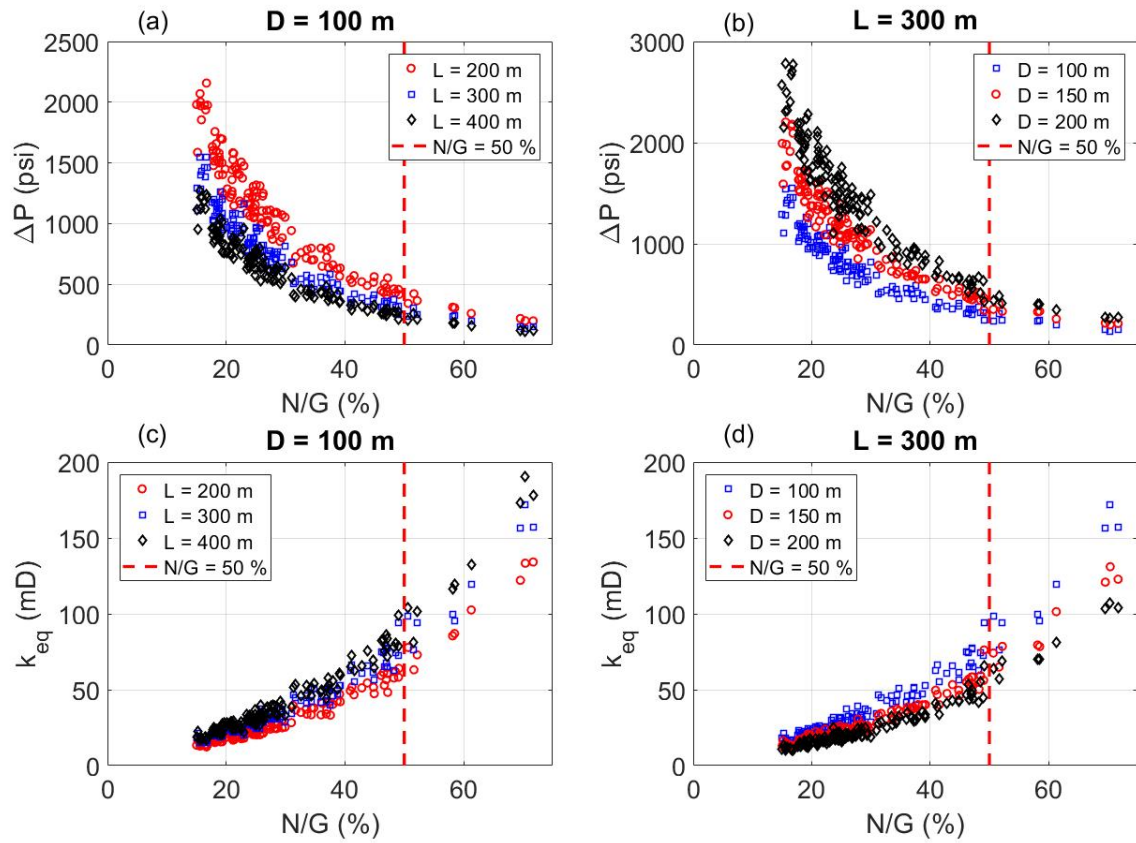 (a) D = 100 m
2500
2000
1500
1000
500
0
ΔP (psi)
L = 200 m
L = 300 m
L = 400 m
N/G = 50 %
0 20 40 60
N/G (%)
(b) L = 300 m
3000
2000
1000
0
ΔP (psi)
D = 100 m
D = 150 m
D = 200 m
N/G = 50 %
0 20 40 60
N/G (%)
(c) D = 100 m
200
150
100
50
0
keq (mD)
L = 200 m
L = 300 m
L = 400 m
N/G = 50 %
0 20 40 60
N/G (%)
(d) L = 300 m
200
150
100
50
0
keq (mD)
D = 100 m
D = 150 m
D = 200 m
N/G = 50 %
0 20 40 60
N/G (%)